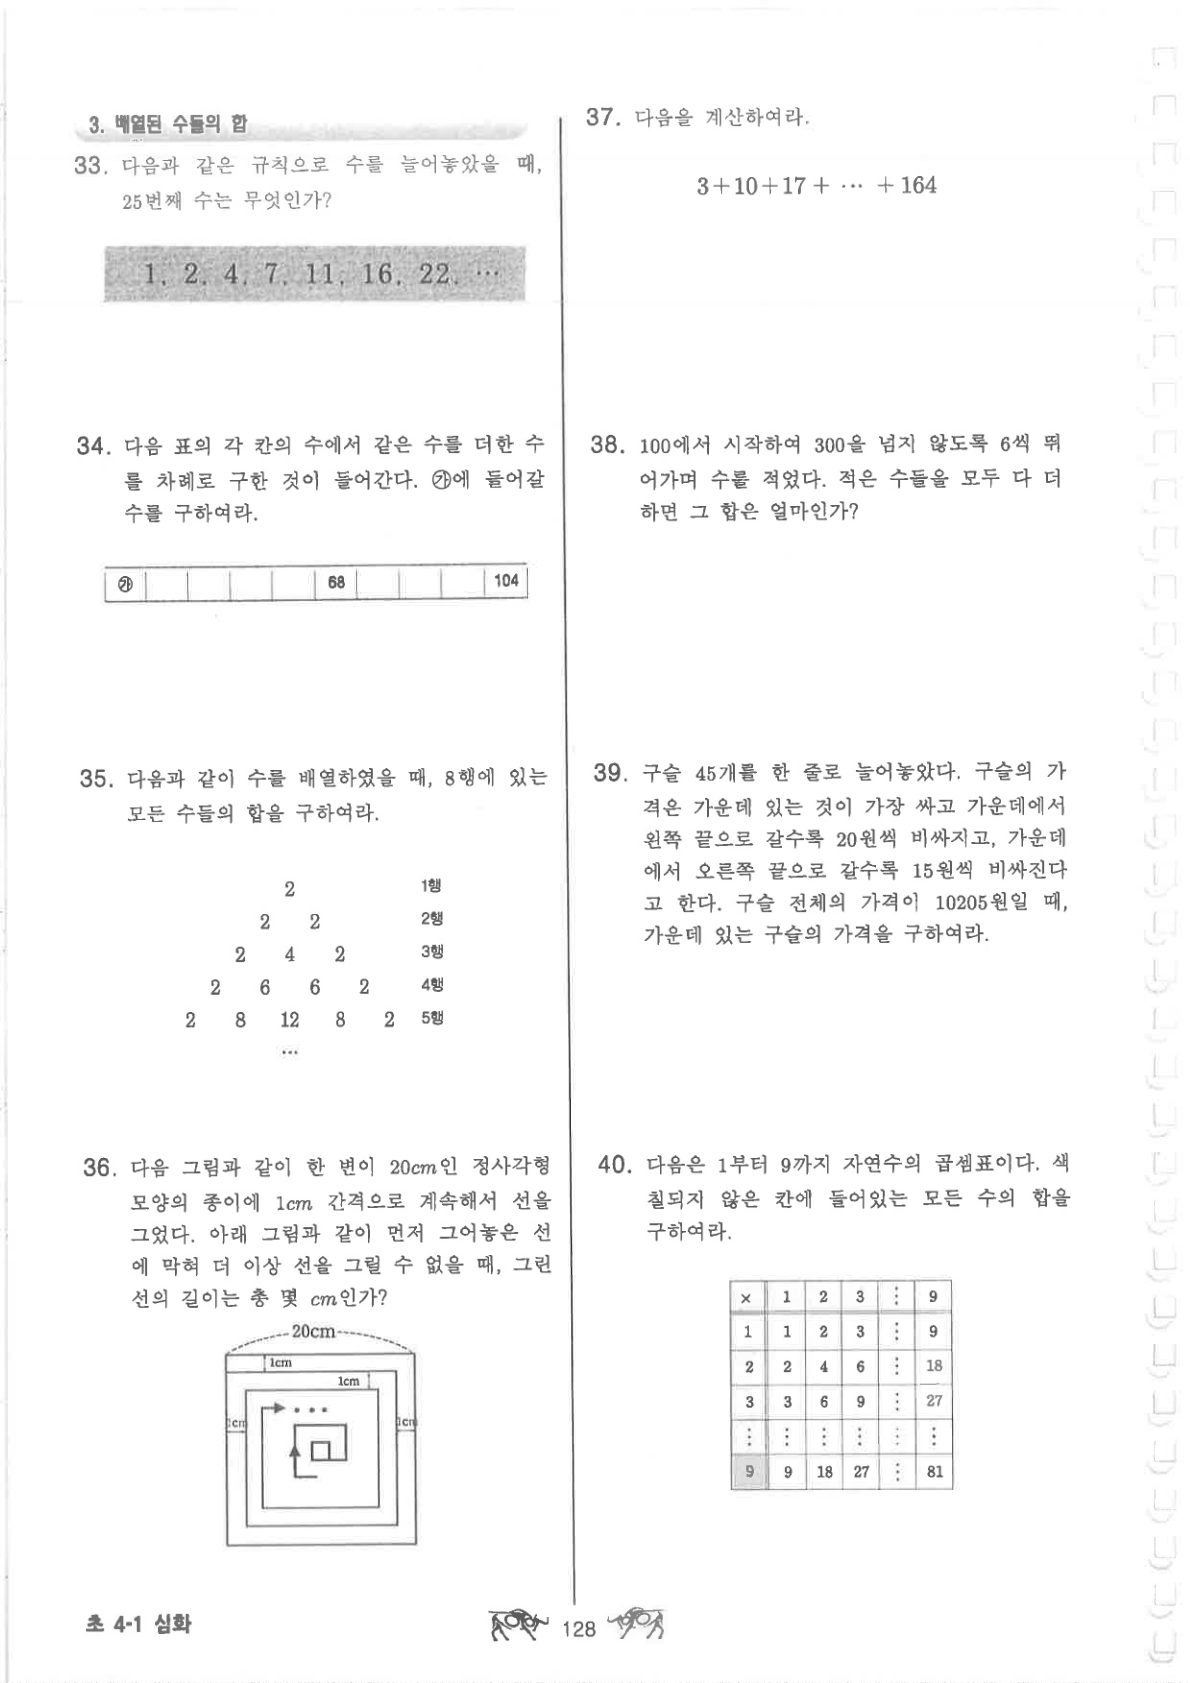 3. 배열된 수들의 합
33. 다음과 같은 규칙으로 수를 늘어놓았을 때,
25번째 수는 무엇인가?
1, 2, 4, 7, 11, 16, 22, ⋯
34. 다음 표의 각 칸의 수에서 같은 수를 더한 수
를 차례로 구한 것이 들어간다. ㉮에 들어갈
수를 구하여라.
㉮ 68 104
35. 다음과 같이 수를 배열하였을 때, 8행에 있는
모든 수들의 합을 구하여라.
2 1행
2 2 2행
2 4 2 3행
2 6 6 2 4행
2 8 12 8 2 5행
⋯
36. 다음 그림과 같이 한 변이 20cm인 정사각형
모양의 종이에 1cm 간격으로 계속해서 선을
그었다. 아래 그림과 같이 먼저 그어놓은 선
에 막혀 더 이상 선을 그릴 수 없을 때, 그린
선의 길이는 총 몇 cm인가?
20cm
1cm
1cm
1cm 1cm
37. 다음을 계산하여라.
3+10+17+ ⋯ +164
38. 100에서 시작하여 300을 넘지 않도록 6씩 뛰
어가며 수를 적었다. 적은 수들을 모두 다 더
하면 그 합은 얼마인가?
39. 구슬 45개를 한 줄로 늘어놓았다. 구슬의 가
격은 가운데 있는 것이 가장 싸고 가운데에서
왼쪽 끝으로 갈수록 20원씩 비싸지고, 가운데
에서 오른쪽 끝으로 갈수록 15원씩 비싸진다
고 한다. 구슬 전체의 가격이 10205원일 때,
가운데 있는 구슬의 가격을 구하여라.
40. 다음은 1부터 9까지 자연수의 곱셈표이다. 색
칠되지 않은 칸에 들어있는 모든 수의 합을
구하여라.
× 1 2 3 ⋮ 9
1 1 2 3 ⋮ 9
2 2 4 6 ⋮ 18
3 3 6 9 ⋮ 27
⋮ ⋮ ⋮ ⋮ ⋮ ⋮
9 9 18 27 ⋮ 81
초 4-1 심화
128